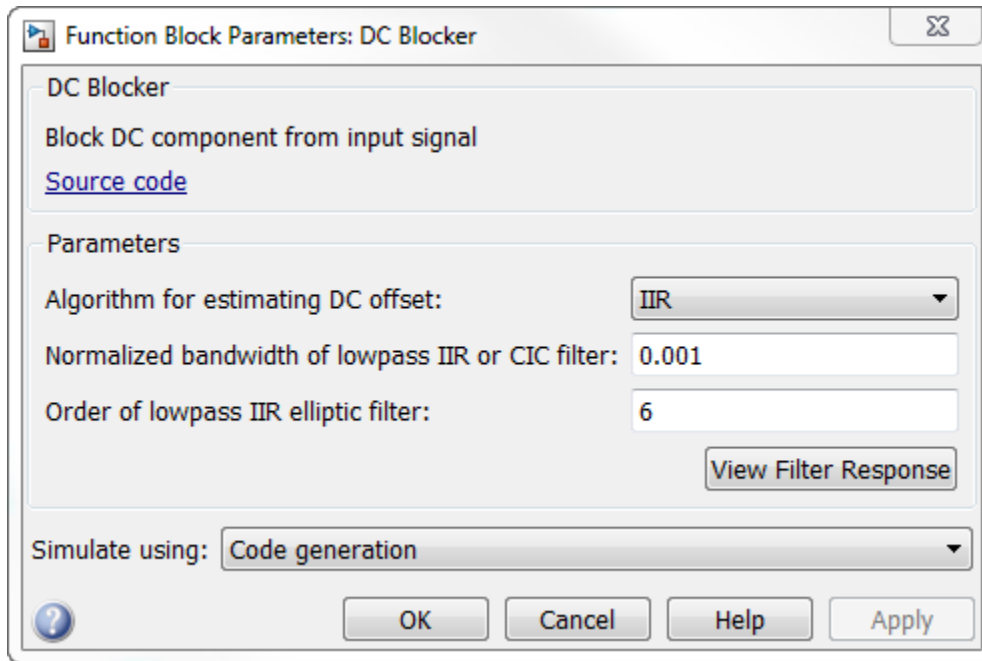 Function Block Parameters: DC Blocker
DC Blocker
Block DC component from input signal
Source code
Parameters
Algorithm for estimating DC offset: IIR
Normalized bandwidth of lowpass IIR or CIC filter: 0.001
Order of lowpass IIR elliptic filter: 6
View Filter Response
Simulate using: Code generation
? OK Cancel Help Apply